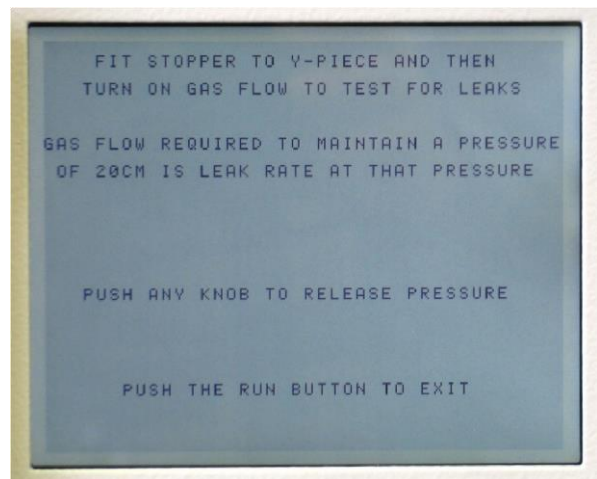 FIT STOPPER TO Y-PIECE AND THEN
TURN ON GAS FLOW TO TEST FOR LEAKS
GAS FLOW REQUIRED TO MAINTAIN A PRESSURE
OF 20CM IS LEAK RATE AT THAT PRESSURE
PUSH ANY KNOB TO RELEASE PRESSURE
PUSH THE RUN BUTTON TO EXIT